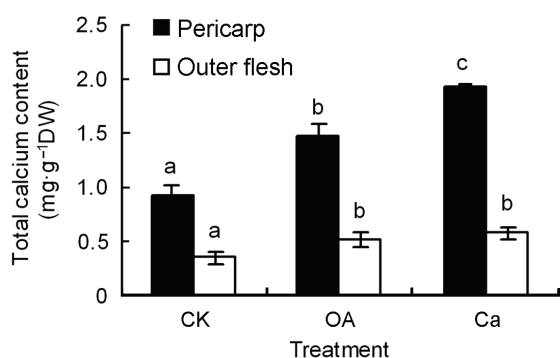 Pericarp
Outer flesh
Total calcium content
(mg·g⁻¹DW)
2.5
2.0
1.5
1.0
0.5
0
a
a
b
b
c
b
CK
OA
Ca
Treatment